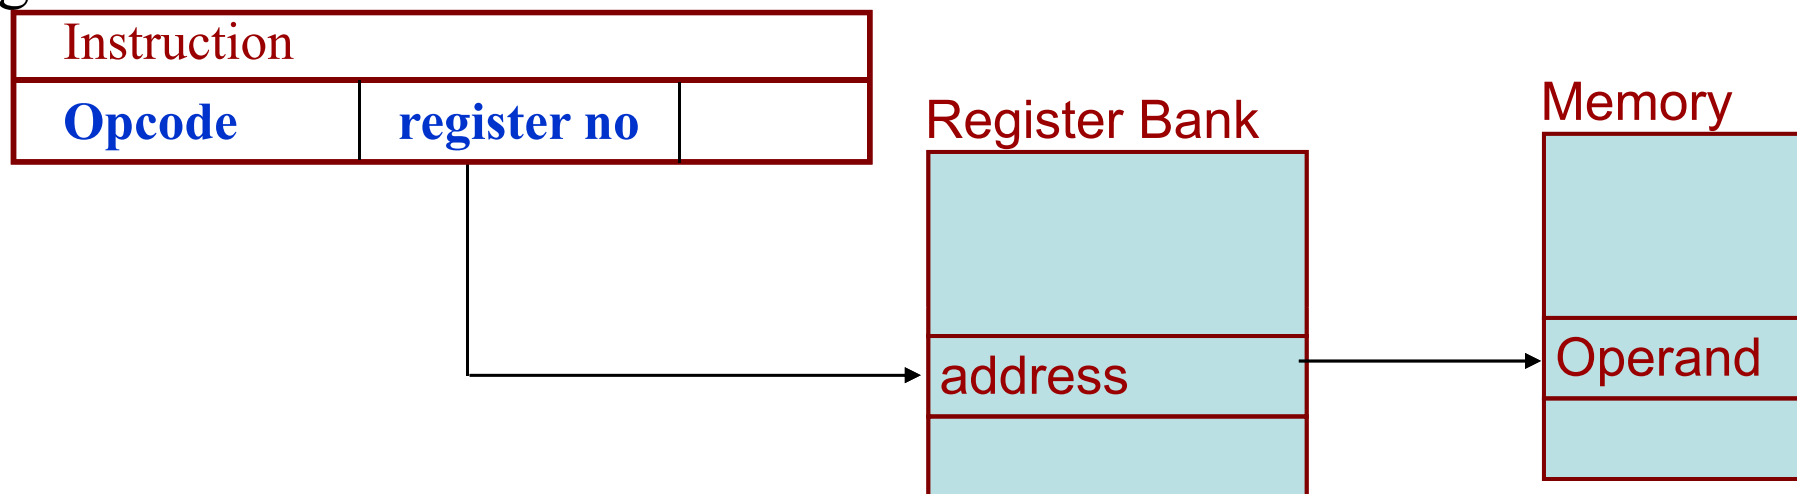 Instruction
Opcode
register no
Register Bank
Memory
address
Operand